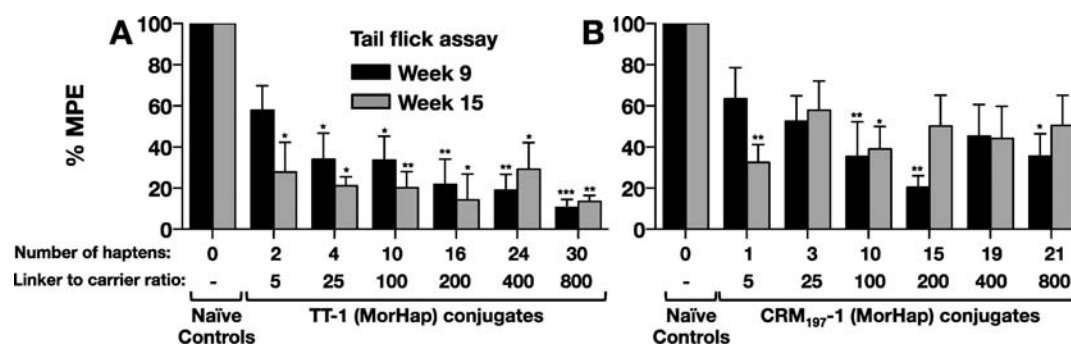 A
B
Tail flick assay
Week 9
Week 15
% MPE
100
80
60
40
20
0
* * * * ** ** * ** * *** **
100
80
60
40
20
0
** ** * ** *
Number of haptens: 0 2 4 10 16 24 30 0 1 3 10 15 19 21
Linker to carrier ratio: - 5 25 100 200 400 800 - 5 25 100 200 400 800
Naïve Controls
TT-1 (MorHap) conjugates
Naïve Controls
CRM197-1 (MorHap) conjugates